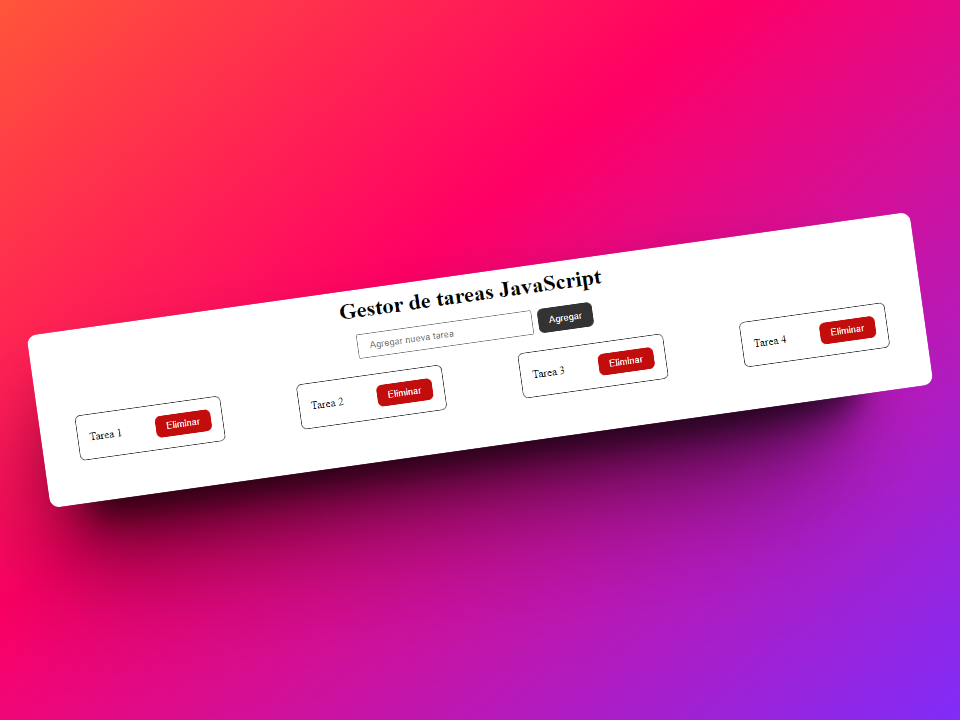 Gestor de tareas JavaScript
Agregar nueva tarea
Agregar
Tarea 1
Eliminar
Tarea 2
Eliminar
Tarea 3
Eliminar
Tarea 4
Eliminar